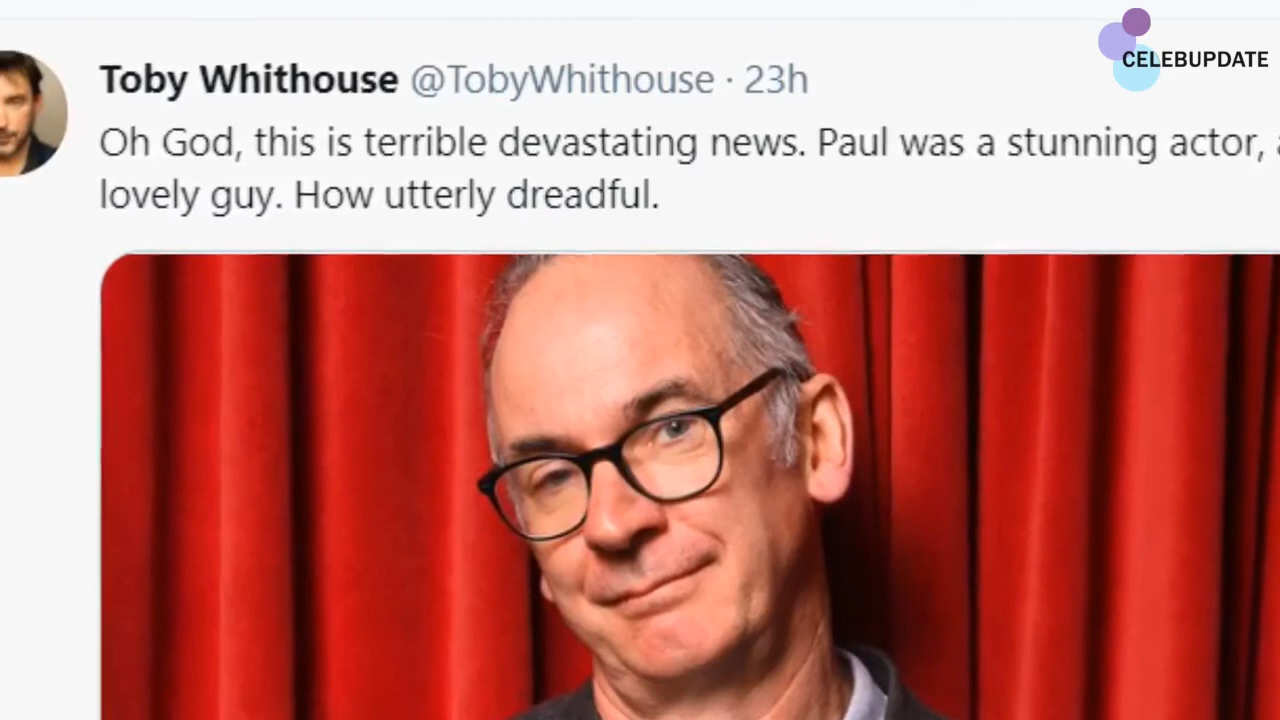 CELEBUPDATE
Toby Whithouse @TobyWhithouse · 23h
Oh God, this is terrible devastating news. Paul was a stunning actor,
lovely guy. How utterly dreadful.